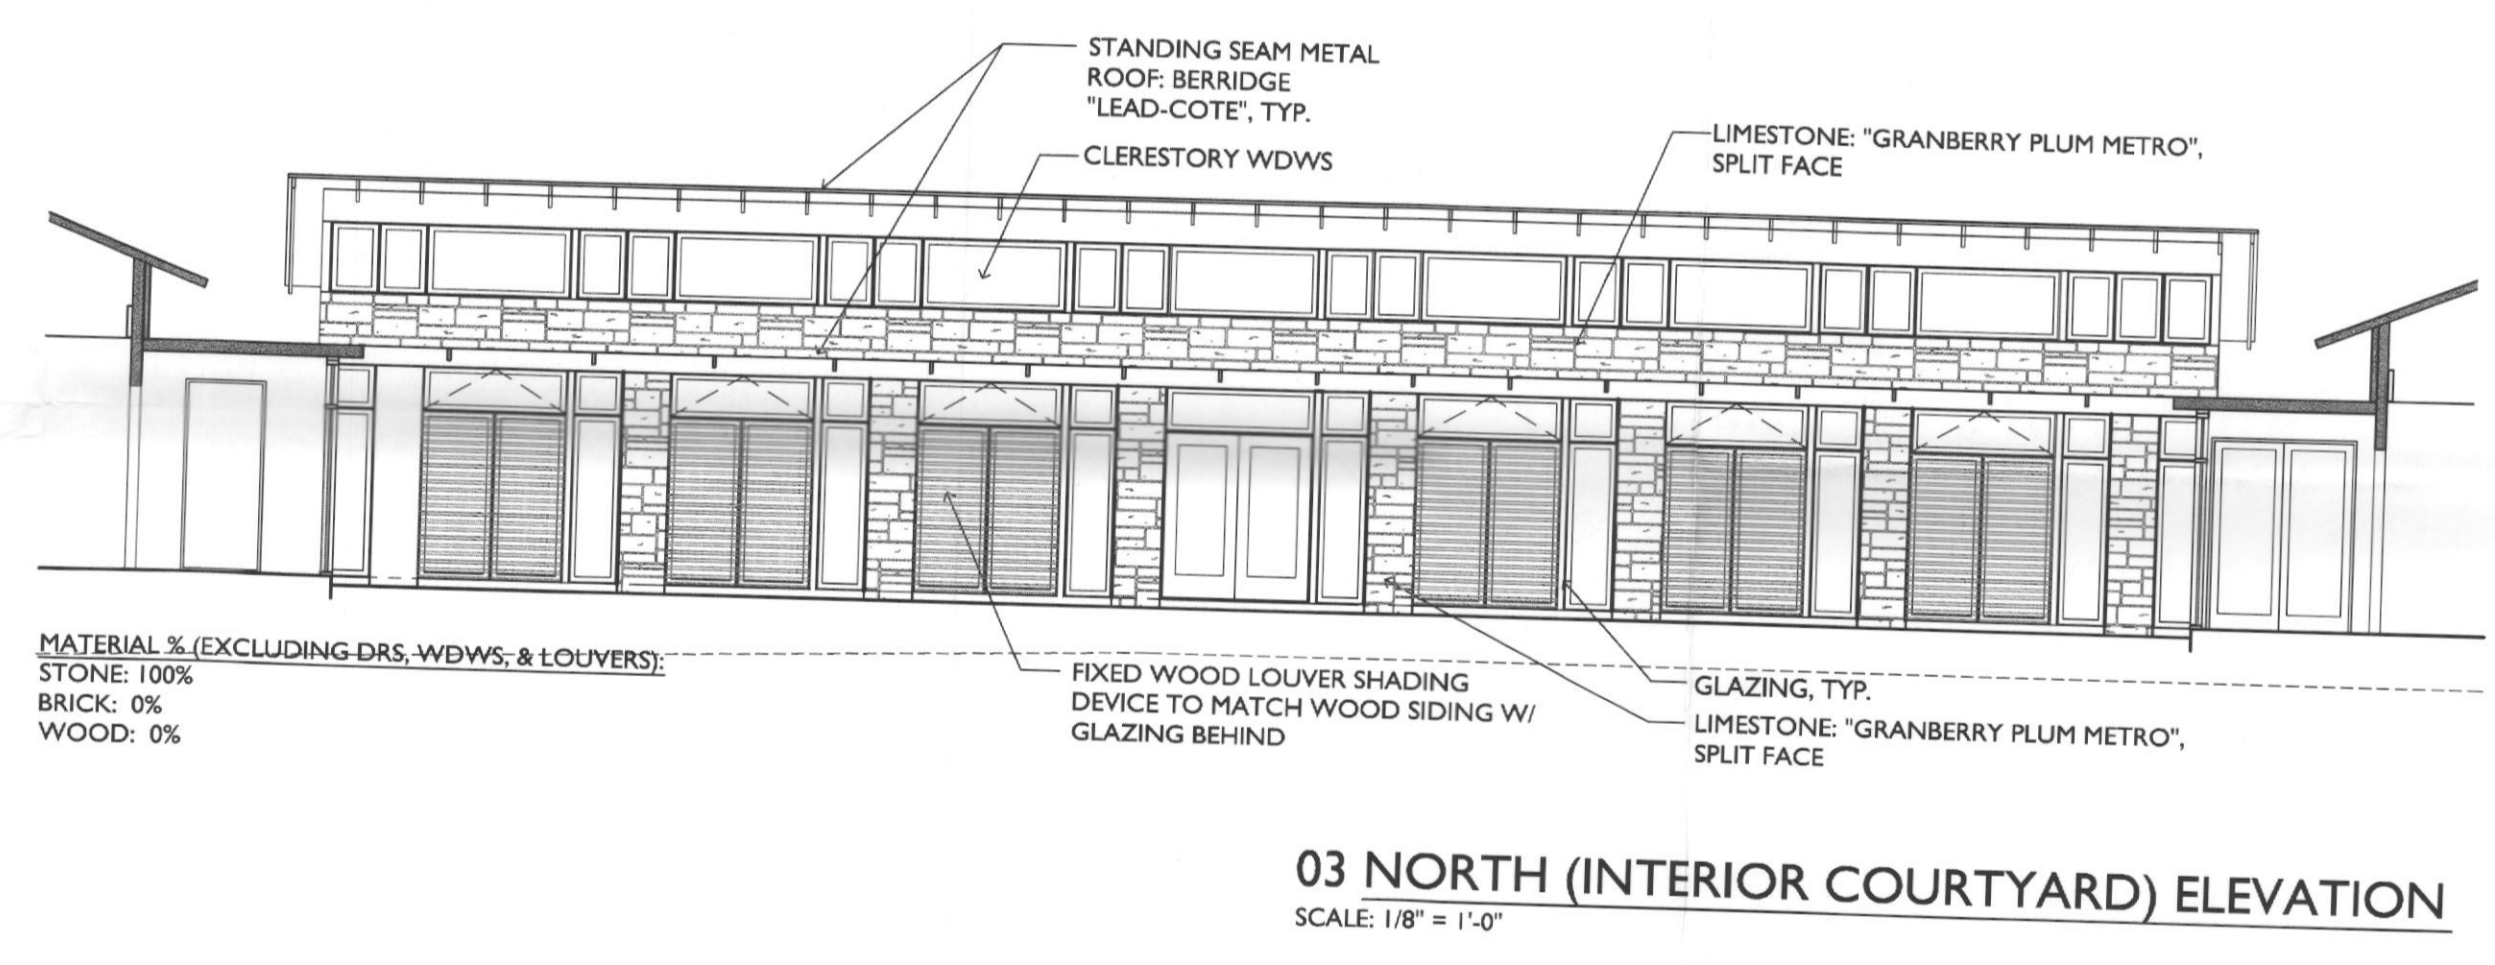 STANDING SEAM METAL
ROOF: BERRIDGE
"LEAD-COTE", TYP.
CLERESTORY WDWS
LIMESTONE: "GRANBERRY PLUM METRO",
SPLIT FACE
MATERIAL % (EXCLUDING DRS, WDWS, & LOUVERS):
STONE: 100%
BRICK: 0%
WOOD: 0%
FIXED WOOD LOUVER SHADING
DEVICE TO MATCH WOOD SIDING W/
GLAZING BEHIND
GLAZING, TYP.
LIMESTONE: "GRANBERRY PLUM METRO",
SPLIT FACE
03 NORTH (INTERIOR COURTYARD) ELEVATION
SCALE: 1/8" = 1'-0"